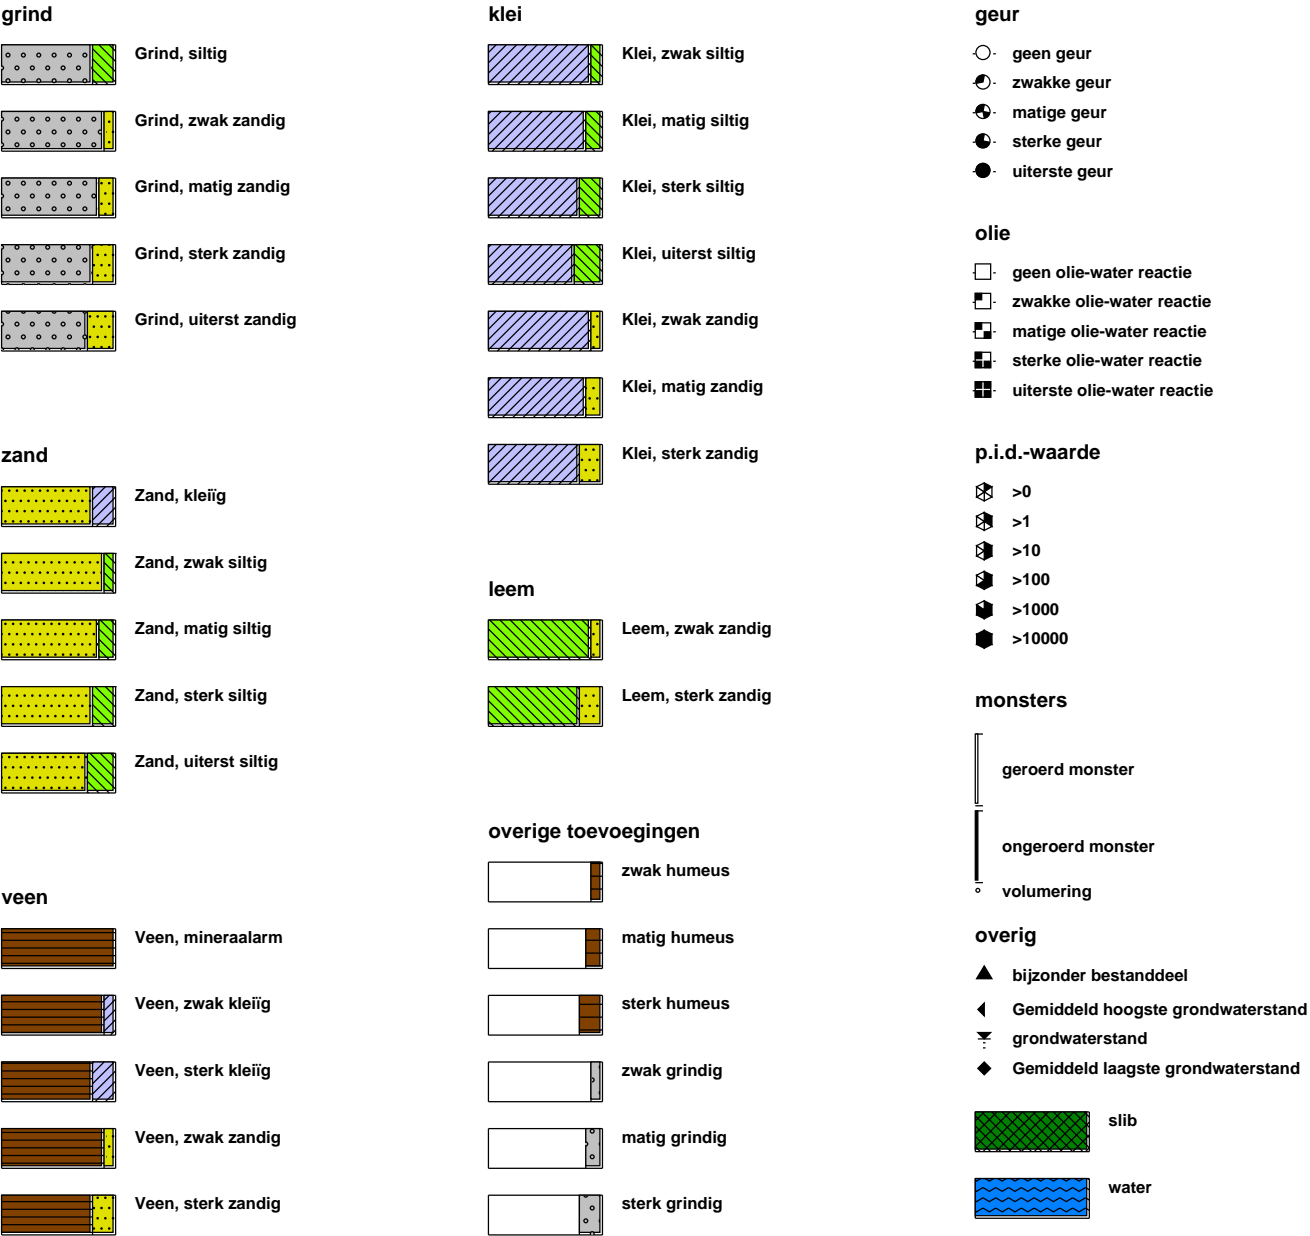 grind
Grind, siltig
Grind, zwak zandig
Grind, matig zandig
Grind, sterk zandig
Grind, uiterst zandig
zand
Zand, kleiïg
Zand, zwak siltig
Zand, matig siltig
Zand, sterk siltig
Zand, uiterst siltig
veen
Veen, mineraalarm
Veen, zwak kleiïg
Veen, sterk kleiïg
Veen, zwak zandig
Veen, sterk zandig
klei
Klei, zwak siltig
Klei, matig siltig
Klei, sterk siltig
Klei, uiterst siltig
Klei, zwak zandig
Klei, matig zandig
Klei, sterk zandig
leem
Leem, zwak zandig
Leem, sterk zandig
overige toevoegingen
zwak humeus
matig humeus
sterk humeus
zwak grindig
matig grindig
sterk grindig
geur
geen geur
zwakke geur
matige geur
sterke geur
uiterste geur
olie
geen olie-water reactie
zwakke olie-water reactie
matige olie-water reactie
sterke olie-water reactie
uiterste olie-water reactie
p.i.d.-waarde
>0
>1
>10
>100
>1000
>10000
monsters
geroerd monster
ongeroerd monster
volumering
overig
bijzonder bestanddeel
Gemiddeld hoogste grondwaterstand
grondwaterstand
Gemiddeld laagste grondwaterstand
slib
water